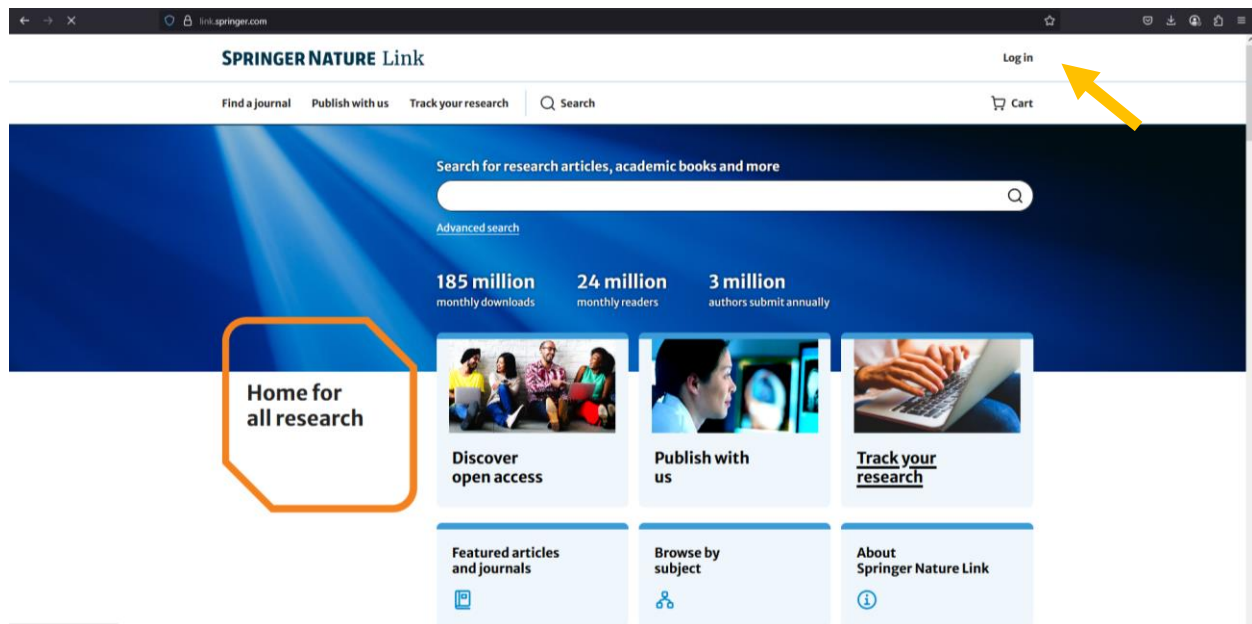 link.springer.com
SPRINGER NATURE Link
Log in
Find a journal
Publish with us
Track your research
Search
Cart
Search for research articles, academic books and more
Advanced search
185 million
monthly downloads
24 million
monthly readers
3 million
authors submit annually
Home for
all research
Discover
open access
Publish with
us
Track your
research
Featured articles
and journals
Browse by
subject
About
Springer Nature Link